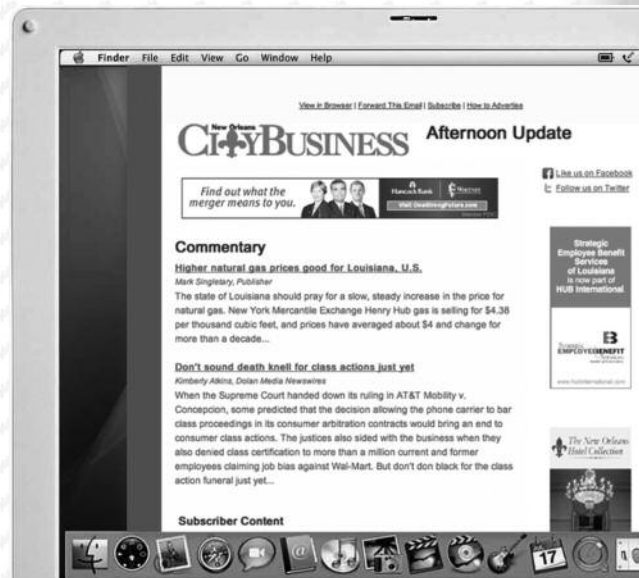 Finder File Edit View Go Window Help
View in Browser | Forward This Email | Subscribe | How to Advertise
New Orleans
CITYBUSINESS Afternoon Update
Like us on Facebook
Follow us on Twitter
Find out what the
merger means to you.
Hancock Bank Whitney
Visit OneStrongFuture.com
Member FDIC
Commentary
Higher natural gas prices good for Louisiana, U.S.
Mark Singletary, Publisher
The state of Louisiana should pray for a slow, steady increase in the price for
natural gas. New York Mercantile Exchange Henry Hub gas is selling for $4.38
per thousand cubic feet, and prices have averaged about $4 and change for
more than a decade...
Don't sound death knell for class actions just yet
Kimberly Atkins, Dolan Media Newswires
When the Supreme Court handed down its ruling in AT&T Mobility v.
Concepcion, some predicted that the decision allowing the phone carrier to bar
class proceedings in its consumer arbitration contracts would bring an end to
consumer class actions. The justices also sided with the business when they
also denied class certification to more than a million current and former
employees claiming job bias against Wal-Mart. But don't don black for the class
action funeral just yet...
Subscriber Content
Strategic
Employee Benefit
Services
of Louisiana
is now part of
HUB International
Strategic
EMPLOYEEBENEFIT
www.hubinternational.com
The New Orleans
Hotel Collection
17